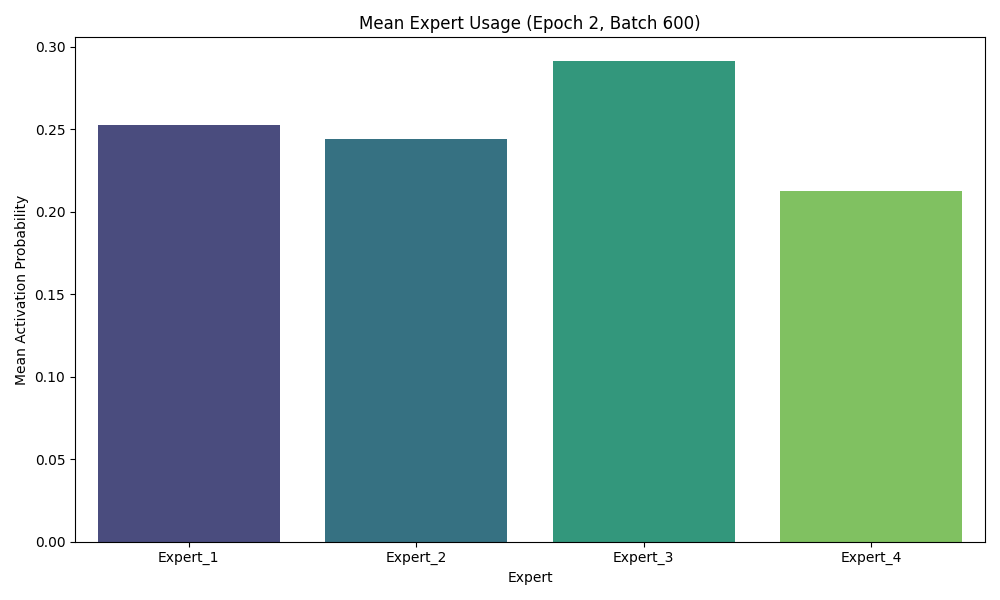 Mean Expert Usage (Epoch 2, Batch 600)
Mean Activation Probability
0.30
0.25
0.20
0.15
0.10
0.05
0.00
Expert_1 Expert_2 Expert_3 Expert_4
Expert